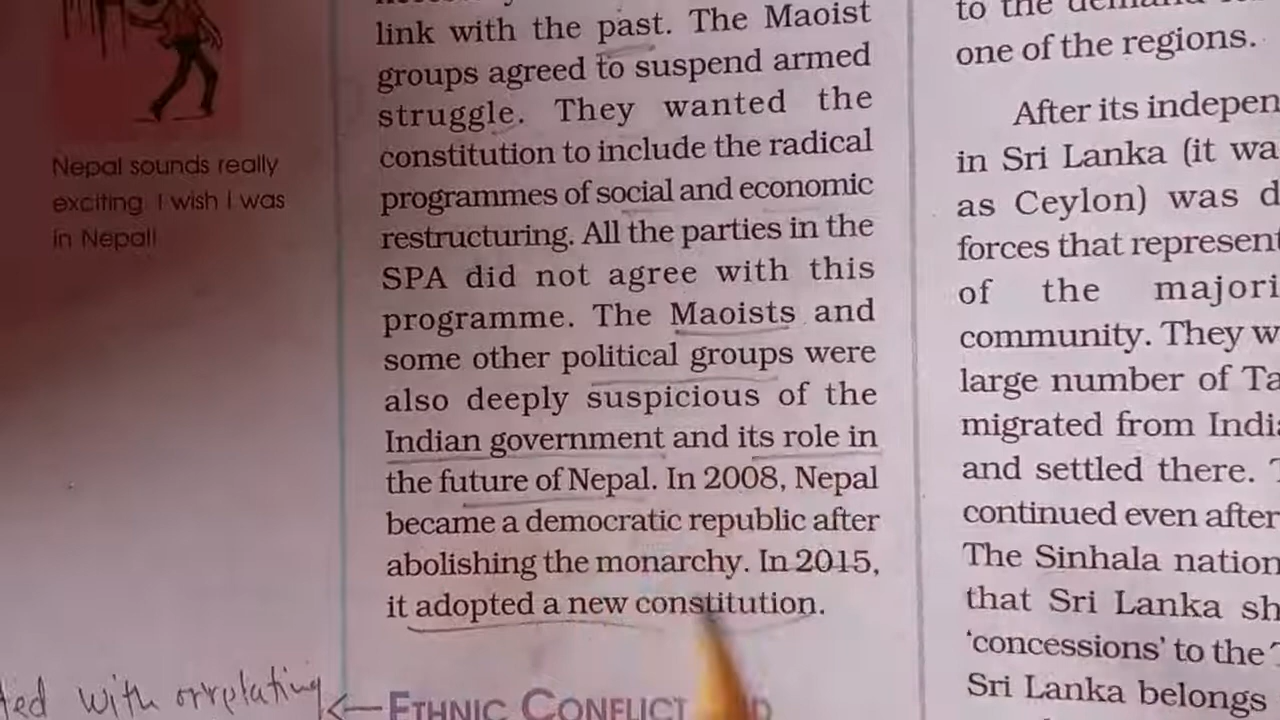 Nepal sounds really
exciting. I wish I was
in Nepal!
link with the past. The Maoist
groups agreed to suspend armed
struggle. They wanted the
constitution to include the radical
programmes of social and economic
restructuring. All the parties in the
SPA did not agree with this
programme. The Maoists and
some other political groups were
also deeply suspicious of the
Indian government and its role in
the future of Nepal. In 2008, Nepal
became a democratic republic after
abolishing the monarchy. In 2015,
it adopted a new constitution.
with
ETHNIC CONFLICT
to the
one of the regions.
After its indepen
in Sri Lanka (it wa
as Ceylon) was d
forces that represent
of the majori
community. They w
large number of Ta
migrated from India
and settled there. T
continued even after
The Sinhala nation
that Sri Lanka sh
'concessions' to the T
Sri Lanka belongs